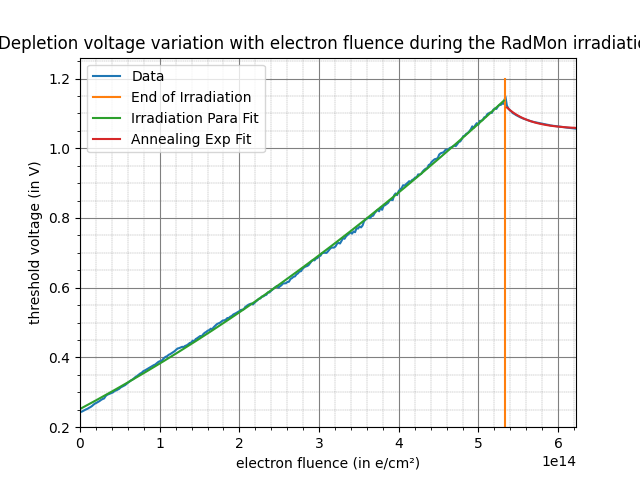 Depletion voltage variation with electron fluence during the RadMon irradiati
Data
End of Irradiation
Irradiation Para Fit
Annealing Exp Fit
threshold voltage (in V)
1.2
1.0
0.8
0.6
0.4
0.2
0 1 2 3 4 5 6
1e14
electron fluence (in e/cm²)